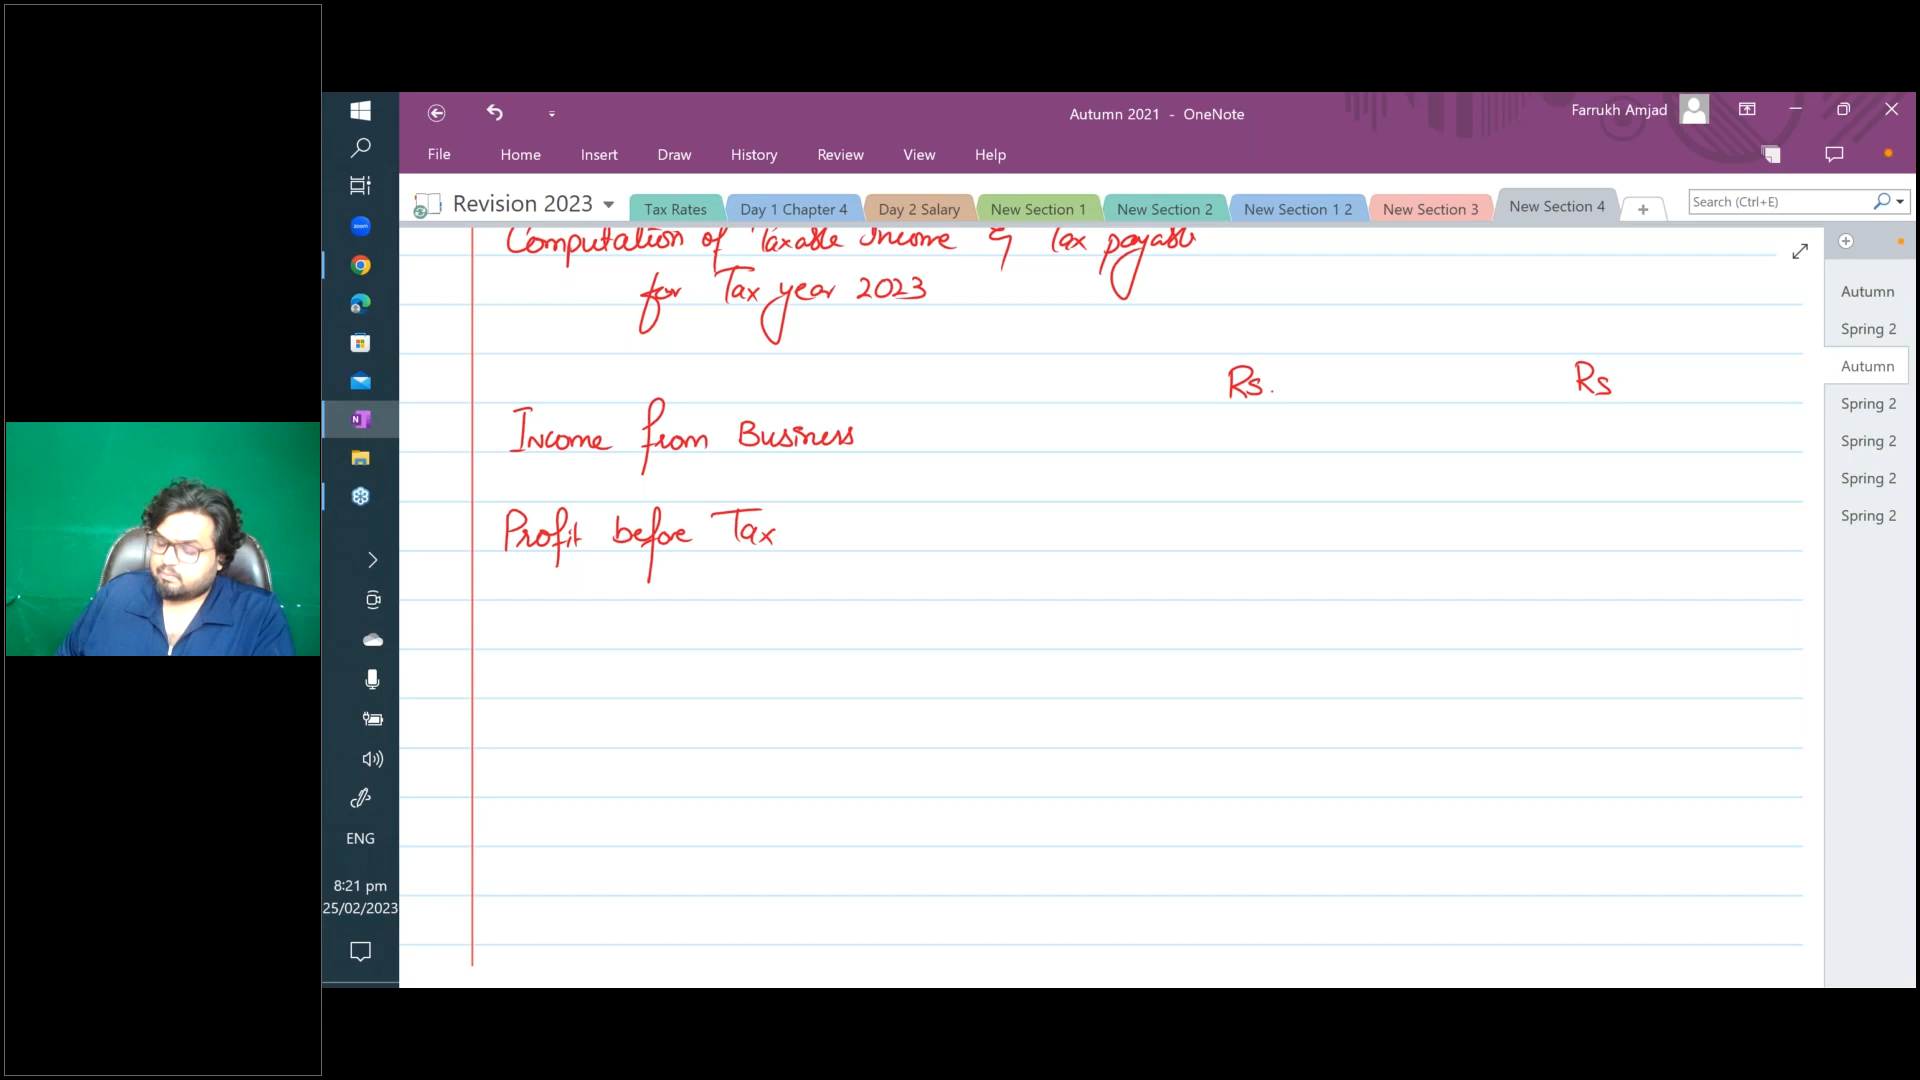 Autumn 2021 - OneNote
Farrukh Amjad
File Home Insert Draw History Review View Help
Revision 2023
Tax Rates
Day 1 Chapter 4
Day 2 Salary
New Section 1
New Section 2
New Section 1 2
New Section 3
New Section 4
Search (Ctrl+E)
Computation of Taxable Income & Tax payable
for Tax year 2023
Rs. Rs
Income from Business
Profit before Tax
Autumn
Spring 2
Autumn
Spring 2
Spring 2
Spring 2
Spring 2
zoom
N
ENG
8:21 pm
25/02/2023